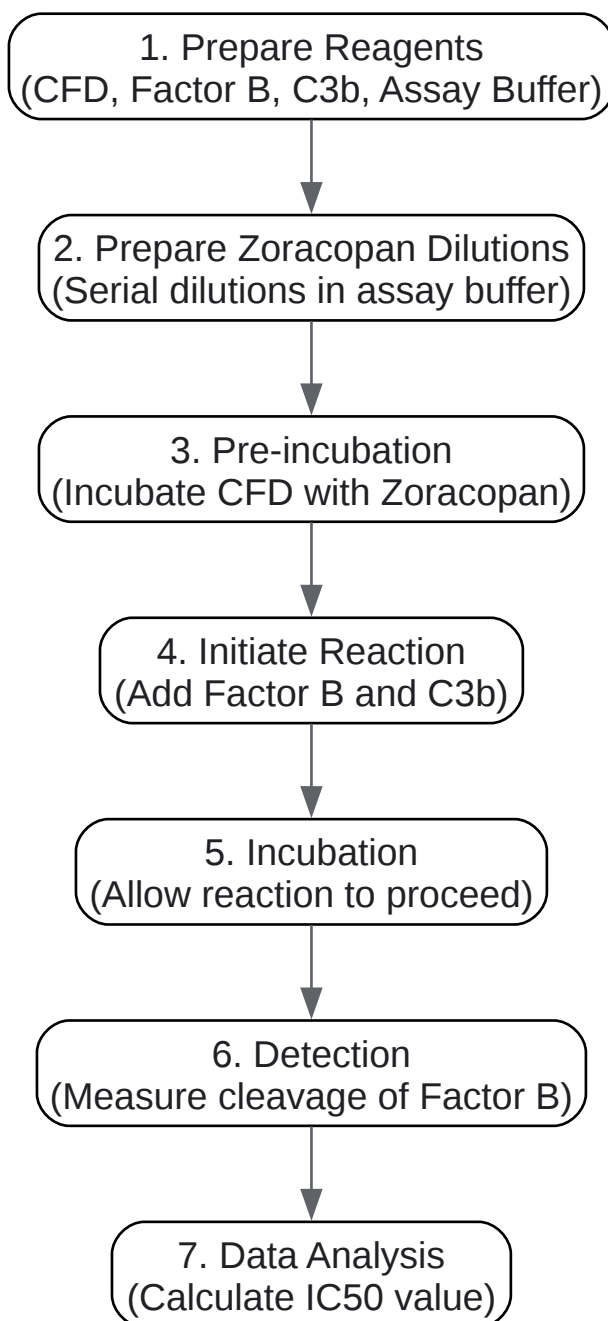 1. Prepare Reagents
(CFD, Factor B, C3b, Assay Buffer)
2. Prepare Zoracopan Dilutions
(Serial dilutions in assay buffer)
3. Pre-incubation
(Incubate CFD with Zoracopan)
4. Initiate Reaction
(Add Factor B and C3b)
5. Incubation
(Allow reaction to proceed)
6. Detection
(Measure cleavage of Factor B)
7. Data Analysis
(Calculate IC50 value)